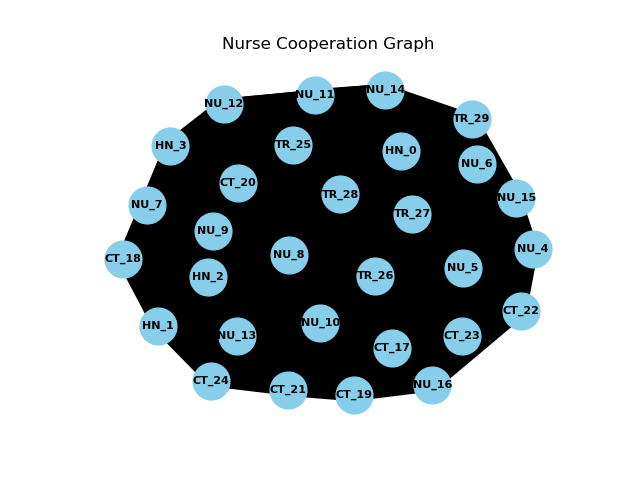 Nurse Cooperation Graph
NU_14
NU_11
NU_12
TR_29
TR_25
HN_3
HN_0
NU_6
CT_20
TR_28
NU_15
NU_7
TR_27
NU_9
NU_4
NU_8
CT_18
NU_5
HN_2
TR_26
CT_22
NU_10
HN_1
NU_13
CT_23
CT_17
CT_24
NU_16
CT_21
CT_19